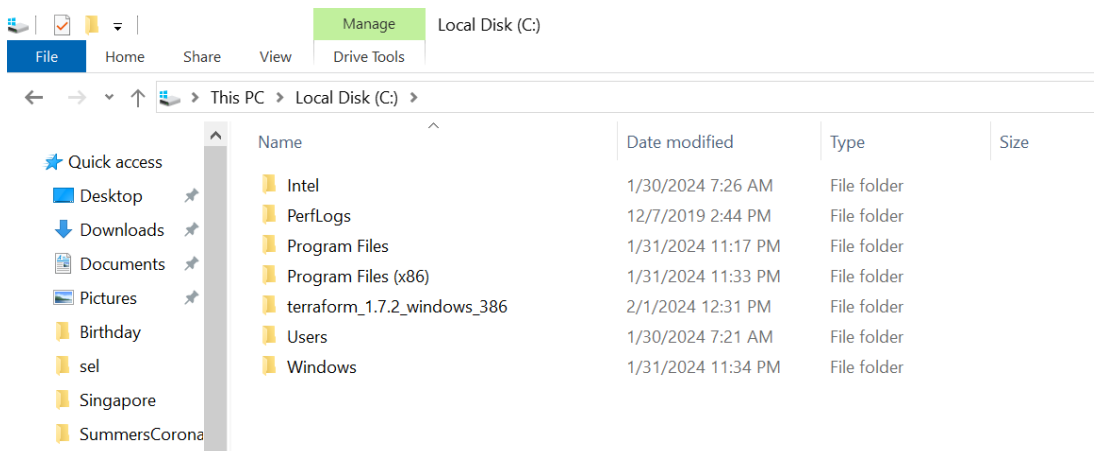 Manage Local Disk (C:)
File Home Share View Drive Tools
This PC Local Disk (C:)
Name Date modified Type Size
Quick access
Desktop
Downloads
Documents
Pictures
Birthday
sel
Singapore
SummersCorona
Intel 1/30/2024 7:26 AM File folder
PerfLogs 12/7/2019 2:44 PM File folder
Program Files 1/31/2024 11:17 PM File folder
Program Files (x86) 1/31/2024 11:33 PM File folder
terraform_1.7.2_windows_386 2/1/2024 12:31 PM File folder
Users 1/30/2024 7:21 AM File folder
Windows 1/31/2024 11:34 PM File folder